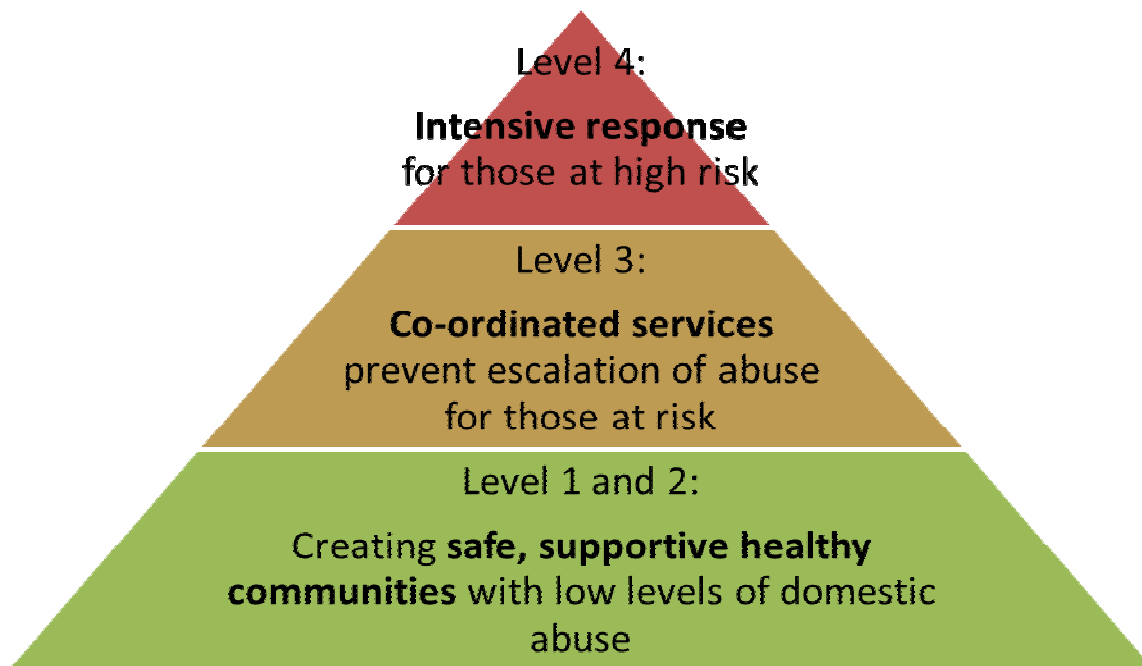 Level 4:
Intensive response
for those at high risk
Level 3:
Co-ordinated services
prevent escalation of abuse
for those at risk
Level 1 and 2:
Creating safe, supportive healthy
communities with low levels of domestic
abuse